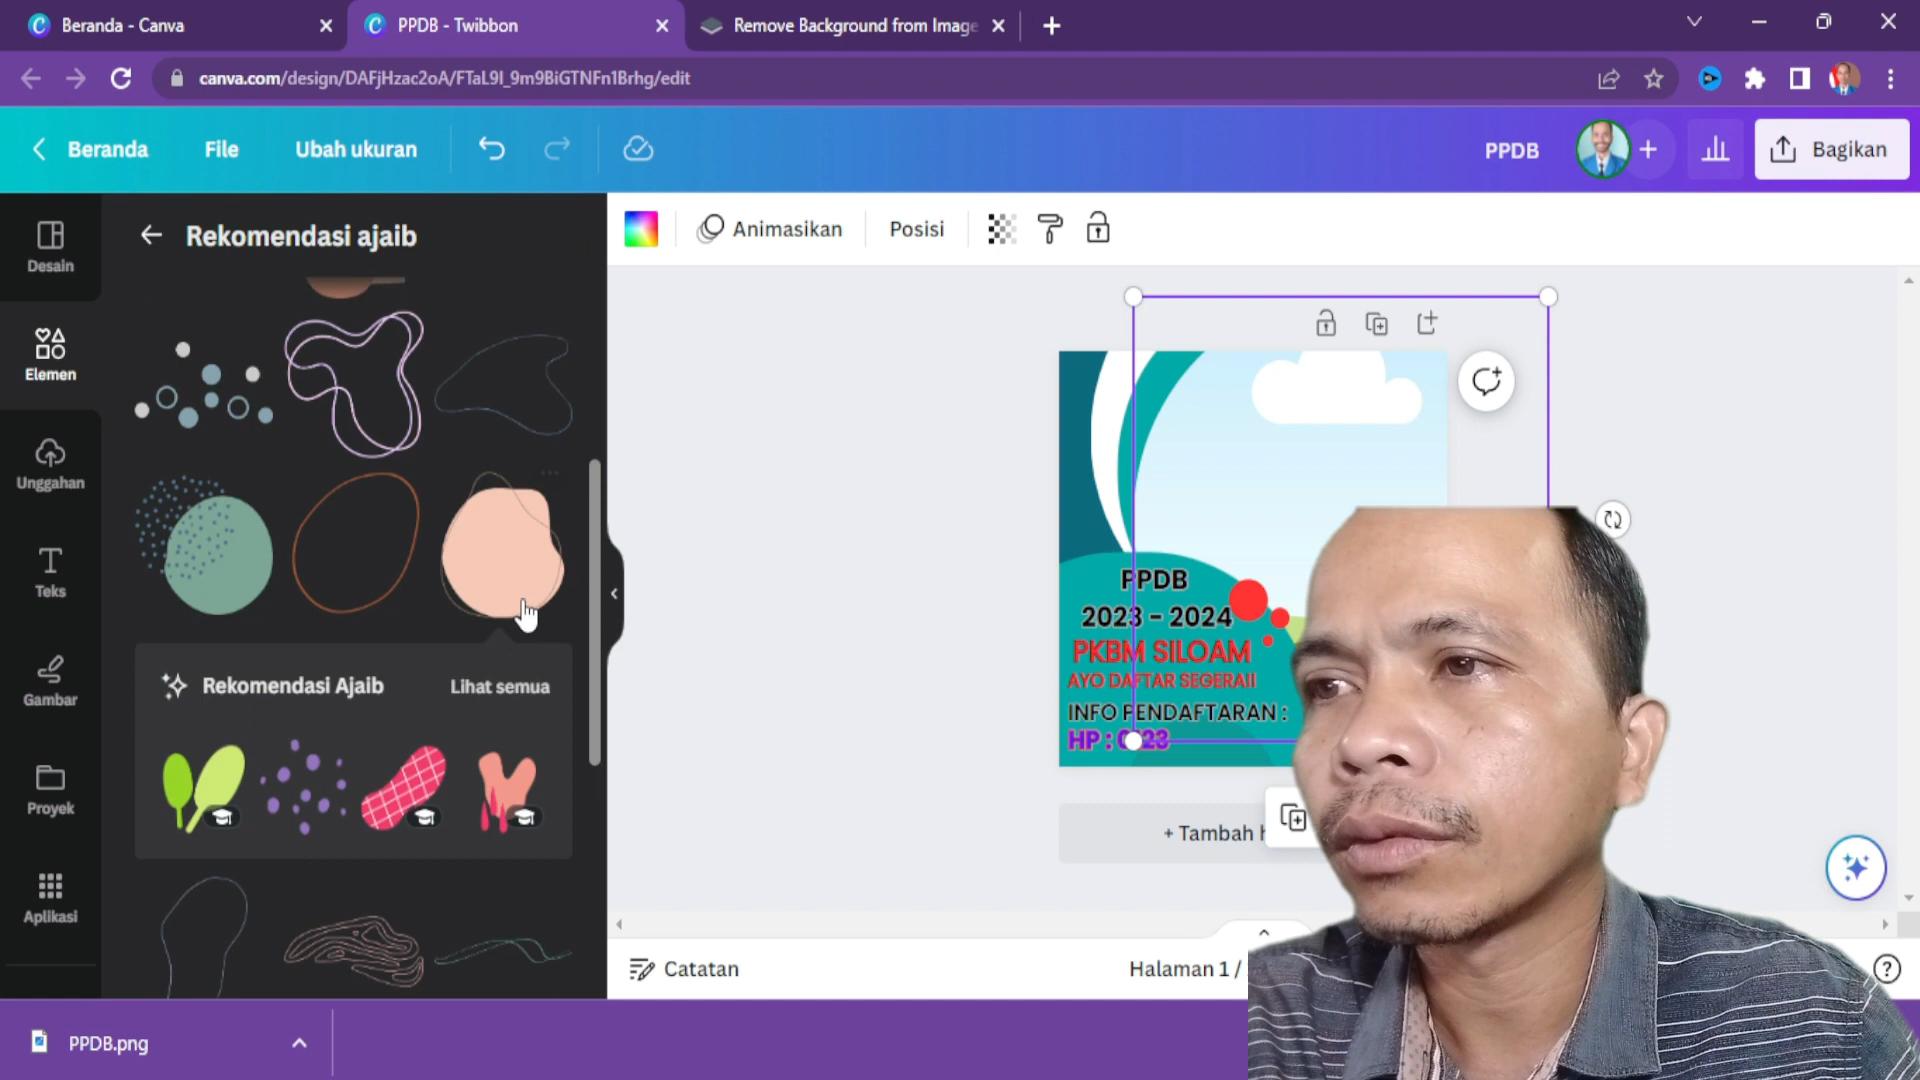 Beranda - Canva
PPDB - Twibbon
Remove Background from Image
canva.com/design/DAFjHzac2oA/FTaL9I_9m9BiGTNFn1Brhg/edit
Beranda
File
Ubah ukuran
PPDB
Bagikan
Desain
Elemen
Unggahan
Teks
Gambar
Proyek
Aplikasi
Rekomendasi ajaib
Rekomendasi Ajaib
Lihat semua
Animasikan
Posisi
PPDB
2023 - 2024
PKBM SILOAM
AYO DAFTAR SEGERA!!
INFO PENDAFTARAN :
HP : 0123
+ Tambah
Catatan
Halaman 1 /
PPDB.png